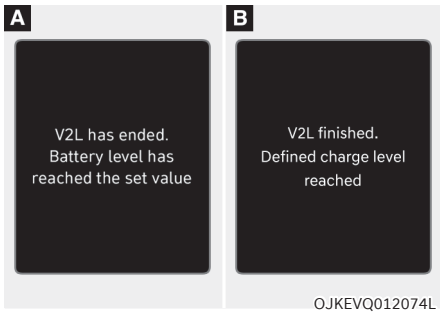 A
V2L has ended.
Battery level has
reached the set value
B
V2L finished.
Defined charge level
reached
OJKEVQ012074L